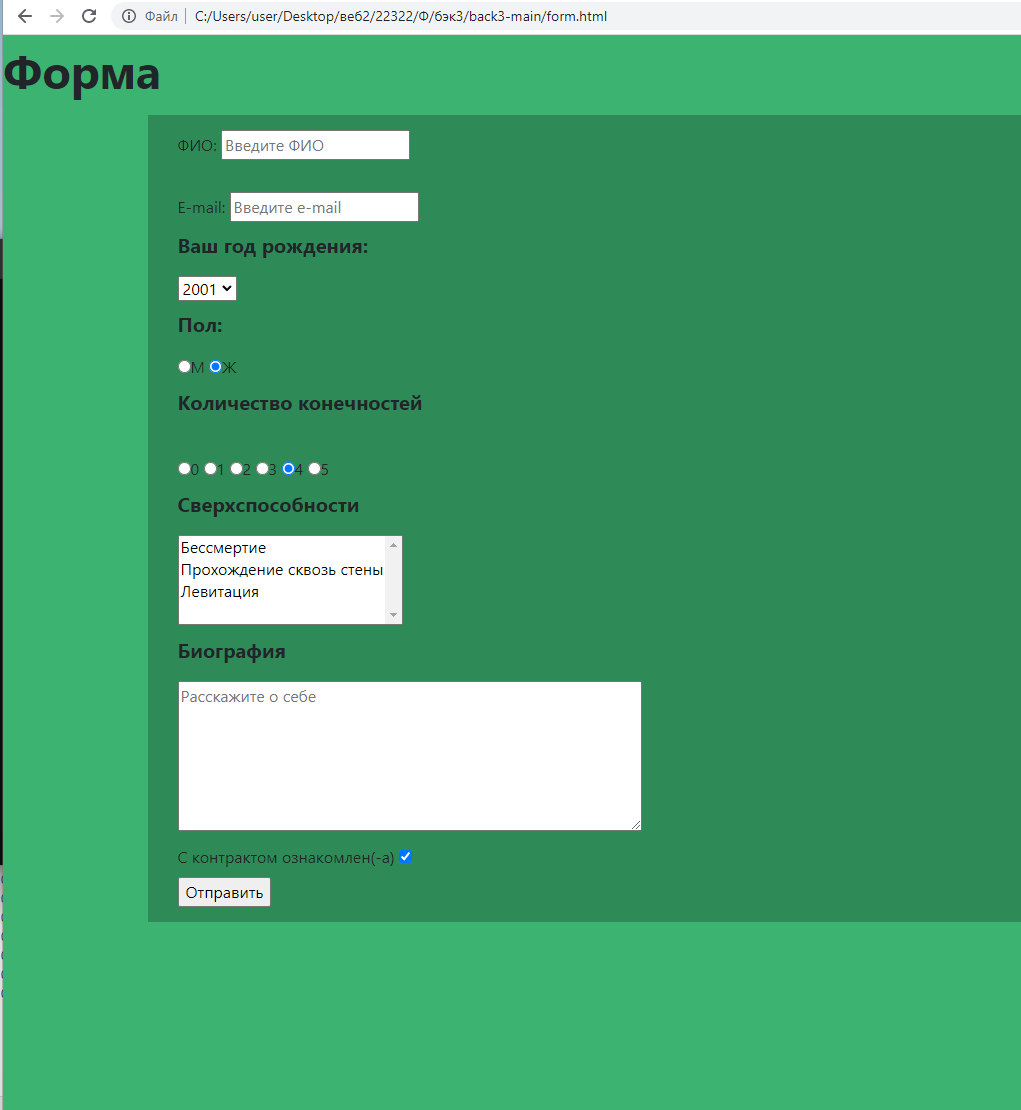 Файл C:/Users/user/Desktop/веб2/22322/Ф/бэк3/back3-main/form.html
Форма
ФИО: Введите ФИО
E-mail: Введите e-mail
Ваш год рождения:
2001
Пол:
М Ж
Количество конечностей
0 1 2 3 4 5
Сверхспособности
Бессмертие
Прохождение сквозь стены
Левитация
Биография
Расскажите о себе
С контрактом ознакомлен(-а)
Отправить